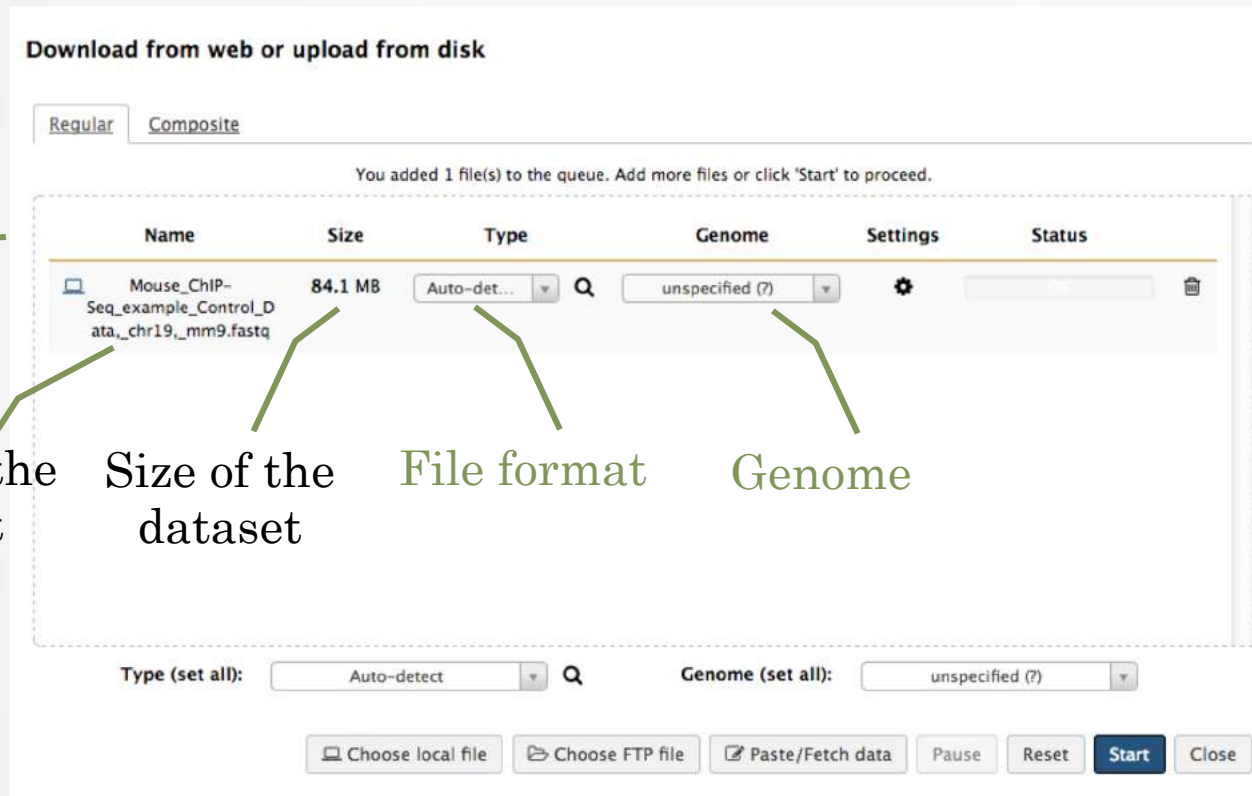 Download from web or upload from disk
Regular Composite
You added 1 file(s) to the queue. Add more files or click 'Start' to proceed.
Name Size Type Genome Settings Status
Mouse_ChIP- 84.1 MB Auto-det... unspecified (?)
Seq_example_Control_D
ata,_chr19,_mm9.fastq
the Size of the File format Genome
dataset
Type (set all): Auto-detect Genome (set all): unspecified (?)
Choose local file Choose FTP file Paste/Fetch data Pause Reset Start Close